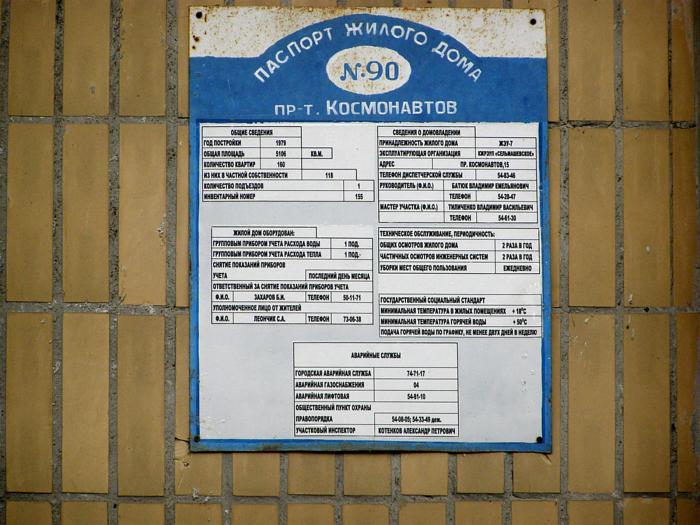 ПАСПОРТ ЖИЛОГО ДОМА
№90
ПР-Т. КОСМОНАВТОВ
ОБЩИЕ СВЕДЕНИЯ
ГОД ПОСТРОЙКИ 1979
ОБЩАЯ ПЛОЩАДЬ 5106 КВ.М.
КОЛИЧЕСТВО КВАРТИР 160
ИЗ НИХ В ЧАСТНОЙ СОБСТВЕННОСТИ 118
КОЛИЧЕСТВО ПОДЪЕЗДОВ 1
ИНВЕНТАРНЫЙ НОМЕР 155
СВЕДЕНИЯ О ДОМОВЛАДЕНИИ
ПРИНАДЛЕЖНОСТЬ ЖИЛОГО ДОМА ЖЭУ-7
ЭКСПЛУАТИРУЮЩАЯ ОРГАНИЗАЦИЯ КЖРЭУП «СЕЛЬМАШЕВСКОЕ»
АДРЕС ПР. КОСМОНАВТОВ,15
ТЕЛЕФОН ДИСПЕТЧЕРСКОЙ СЛУЖБЫ 54-83-46
РУКОВОДИТЕЛЬ (Ф.И.О.) БАТЮК ВЛАДИМИР ЕМЕЛЬЯНОВИЧ
ТЕЛЕФОН 54-28-47
МАСТЕР УЧАСТКА (Ф.И.О.) ТИЛИЧЕНКО ВЛАДИМИР ВАСИЛЬЕВИЧ
ТЕЛЕФОН 54-61-30
ЖИЛОЙ ДОМ ОБОРУДОВАН:
ГРУППОВЫМ ПРИБОРОМ УЧЕТА РАСХОДА ВОДЫ 1 ПОД.
ГРУППОВЫМ ПРИБОРОМ УЧЕТА РАСХОДА ТЕПЛА 1 ПОД.
СНЯТИЕ ПОКАЗАНИЙ ПРИБОРОВ
УЧЕТА ПОСЛЕДНИЙ ДЕНЬ МЕСЯЦА
ОТВЕТСТВЕННЫЙ ЗА СНЯТИЕ ПОКАЗАНИЙ ПРИБОРОВ УЧЕТА
Ф.И.О. ЗАХАРОВ Б.И. ТЕЛЕФОН 50-11-71
УПОЛНОМОЧЕННОЕ ЛИЦО ОТ ЖИТЕЛЕЙ
Ф.И.О. ЛЕОНЧИК С.А. ТЕЛЕФОН 73-06-38
ТЕХНИЧЕСКОЕ ОБСЛУЖИВАНИЕ, ПЕРИОДИЧНОСТЬ:
ОБЩИХ ОСМОТРОВ ЖИЛОГО ДОМА 2 РАЗА В ГОД
ЧАСТИЧНЫХ ОСМОТРОВ ИНЖЕНЕРНЫХ СИСТЕМ 2 РАЗА В ГОД
УБОРКИ МЕСТ ОБЩЕГО ПОЛЬЗОВАНИЯ ЕЖЕДНЕВНО
ГОСУДАРСТВЕННЫЙ СОЦИАЛЬНЫЙ СТАНДАРТ
МИНИМАЛЬНАЯ ТЕМПЕРАТУРА В ЖИЛЫХ ПОМЕЩЕНИЯХ + 18°С
МИНИМАЛЬНАЯ ТЕМПЕРАТУРА ГОРЯЧЕЙ ВОДЫ + 50°С
ПОДАЧА ГОРЯЧЕЙ ВОДЫ ПО ГРАФИКУ, НЕ МЕНЕЕ ДВУХ ДНЕЙ В НЕДЕЛЮ
АВАРИЙНЫЕ СЛУЖБЫ
ГОРОДСКАЯ АВАРИЙНАЯ СЛУЖБА 74-71-17
АВАРИЙНАЯ ГАЗОСНАБЖЕНИЯ 04
АВАРИЙНАЯ ЛИФТОВАЯ 54-81-10
ОБЩЕСТВЕННЫЙ ПУНКТ ОХРАНЫ
ПРАВОПОРЯДКА 54-08-05; 54-33-49 деж.
УЧАСТКОВЫЙ ИНСПЕКТОР КОТЕНКОВ АЛЕКСАНДР ПЕТРОВИЧ